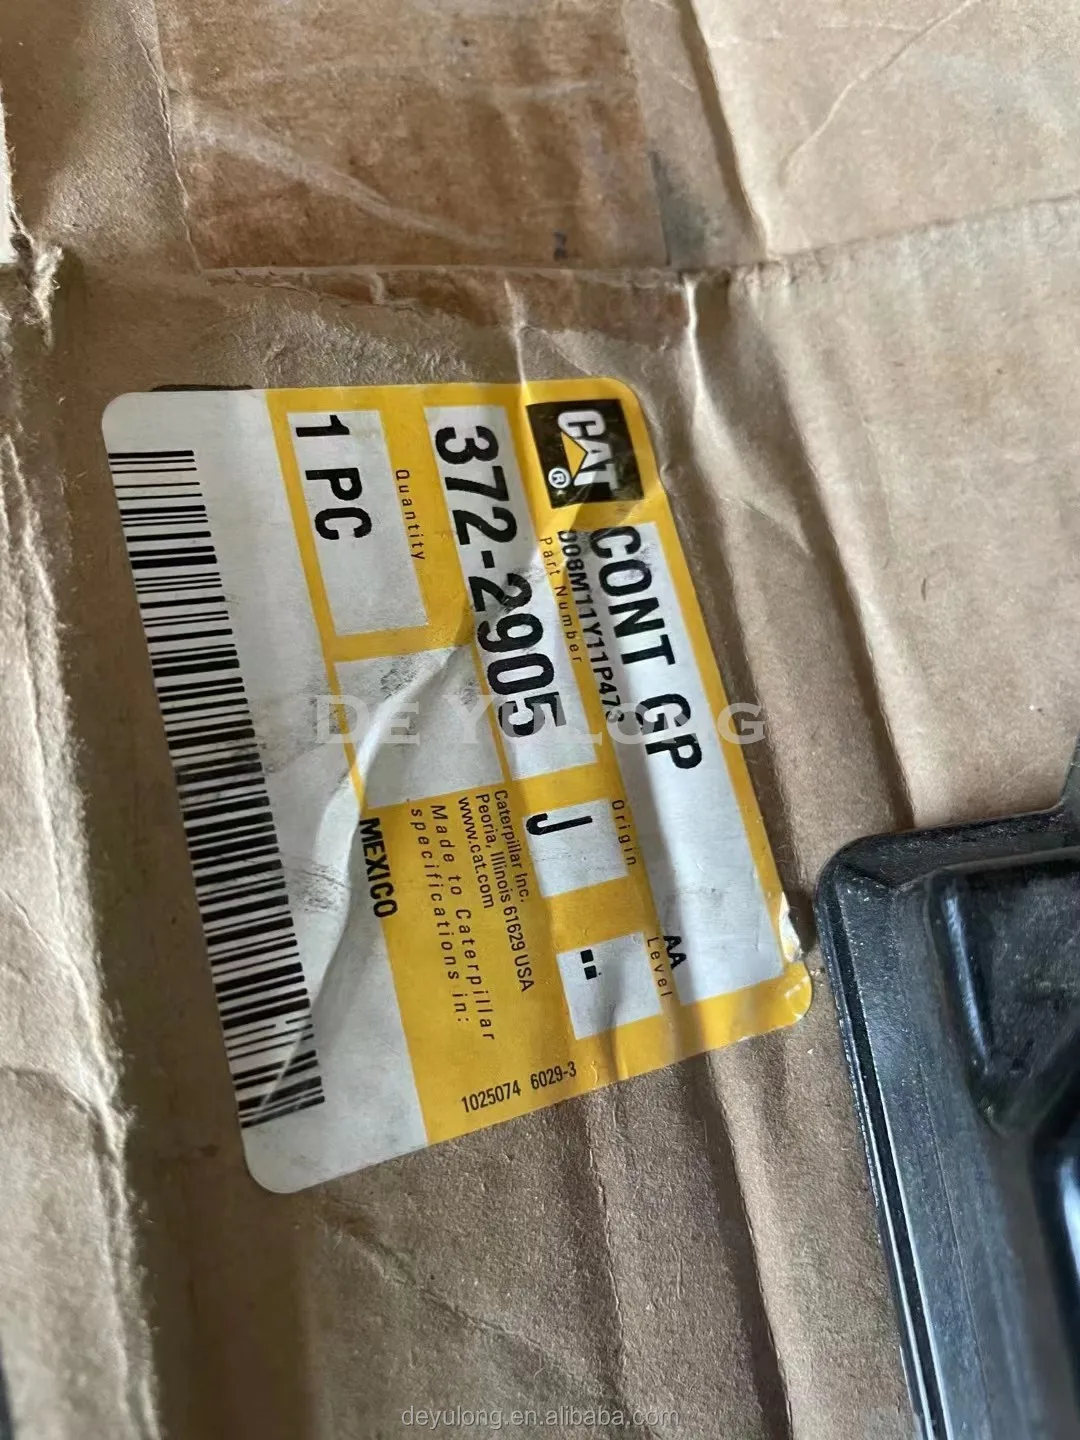 CAT ®
CONT GP
D08M11Y11P473
AA
Part Number
Origin
Level
372-2905
J
Quantity
1 PC
Caterpillar Inc.
Peoria, Illinois 61629 USA
www.cat.com
Made to Caterpillar
specifications in:
MEXICO
1025074 6029-3
DE YULONG
deyulong.en.alibaba.com